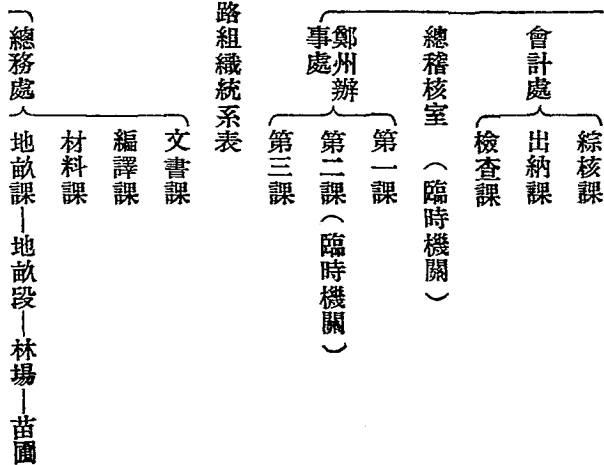 綜核課
會計處
出納課
檢查課
總稽核室 （臨時機關）
鄭州辦事處
第一課
第二課（臨時機關）
第三課
路組織統系表
文書課
編譯課
材料課
總務處
地畝課—地畝段—林場—苗圃